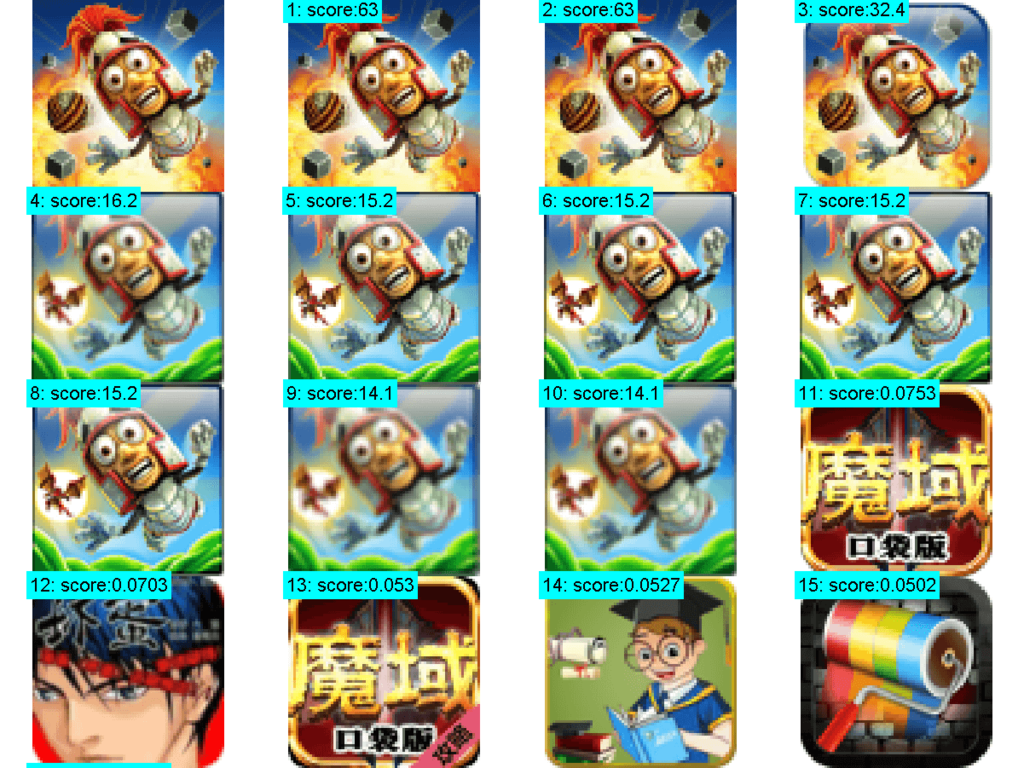 1: score:63
2: score:63
3: score:32.4
4: score:16.2
5: score:15.2
6: score:15.2
7: score:15.2
8: score:15.2
9: score:14.1
10: score:14.1
11: score:0.0753
魔域
口袋版
12: score:0.0703
13: score:0.053
魔域
口袋版
攻略
14: score:0.0527
15: score:0.0502